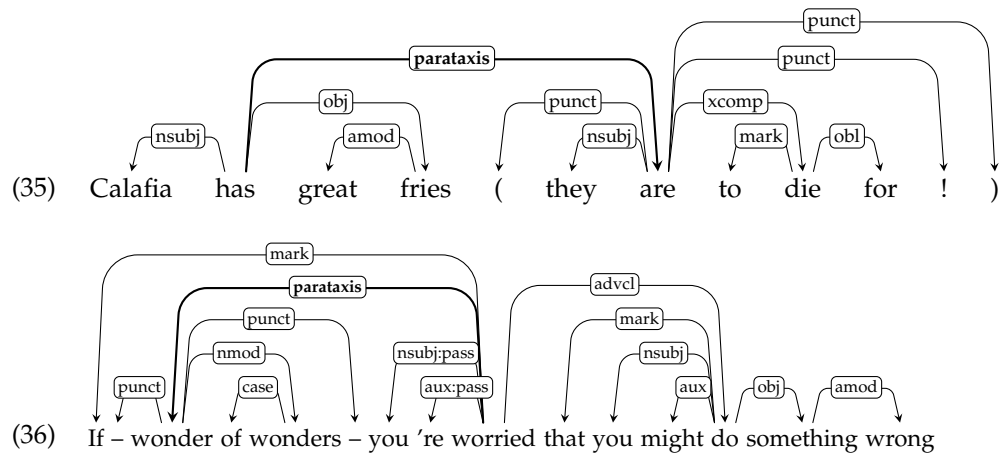 punct
parataxis punct
obj punct xcomp
nsubj amod nsubj mark obl
(35) Calafia has great fries ( they are to die for ! )
mark
parataxis advcl
punct mark
nmod nsubj:pass nsubj
punct case aux:pass aux obj amod
(36) If – wonder of wonders – you 're worried that you might do something wrong